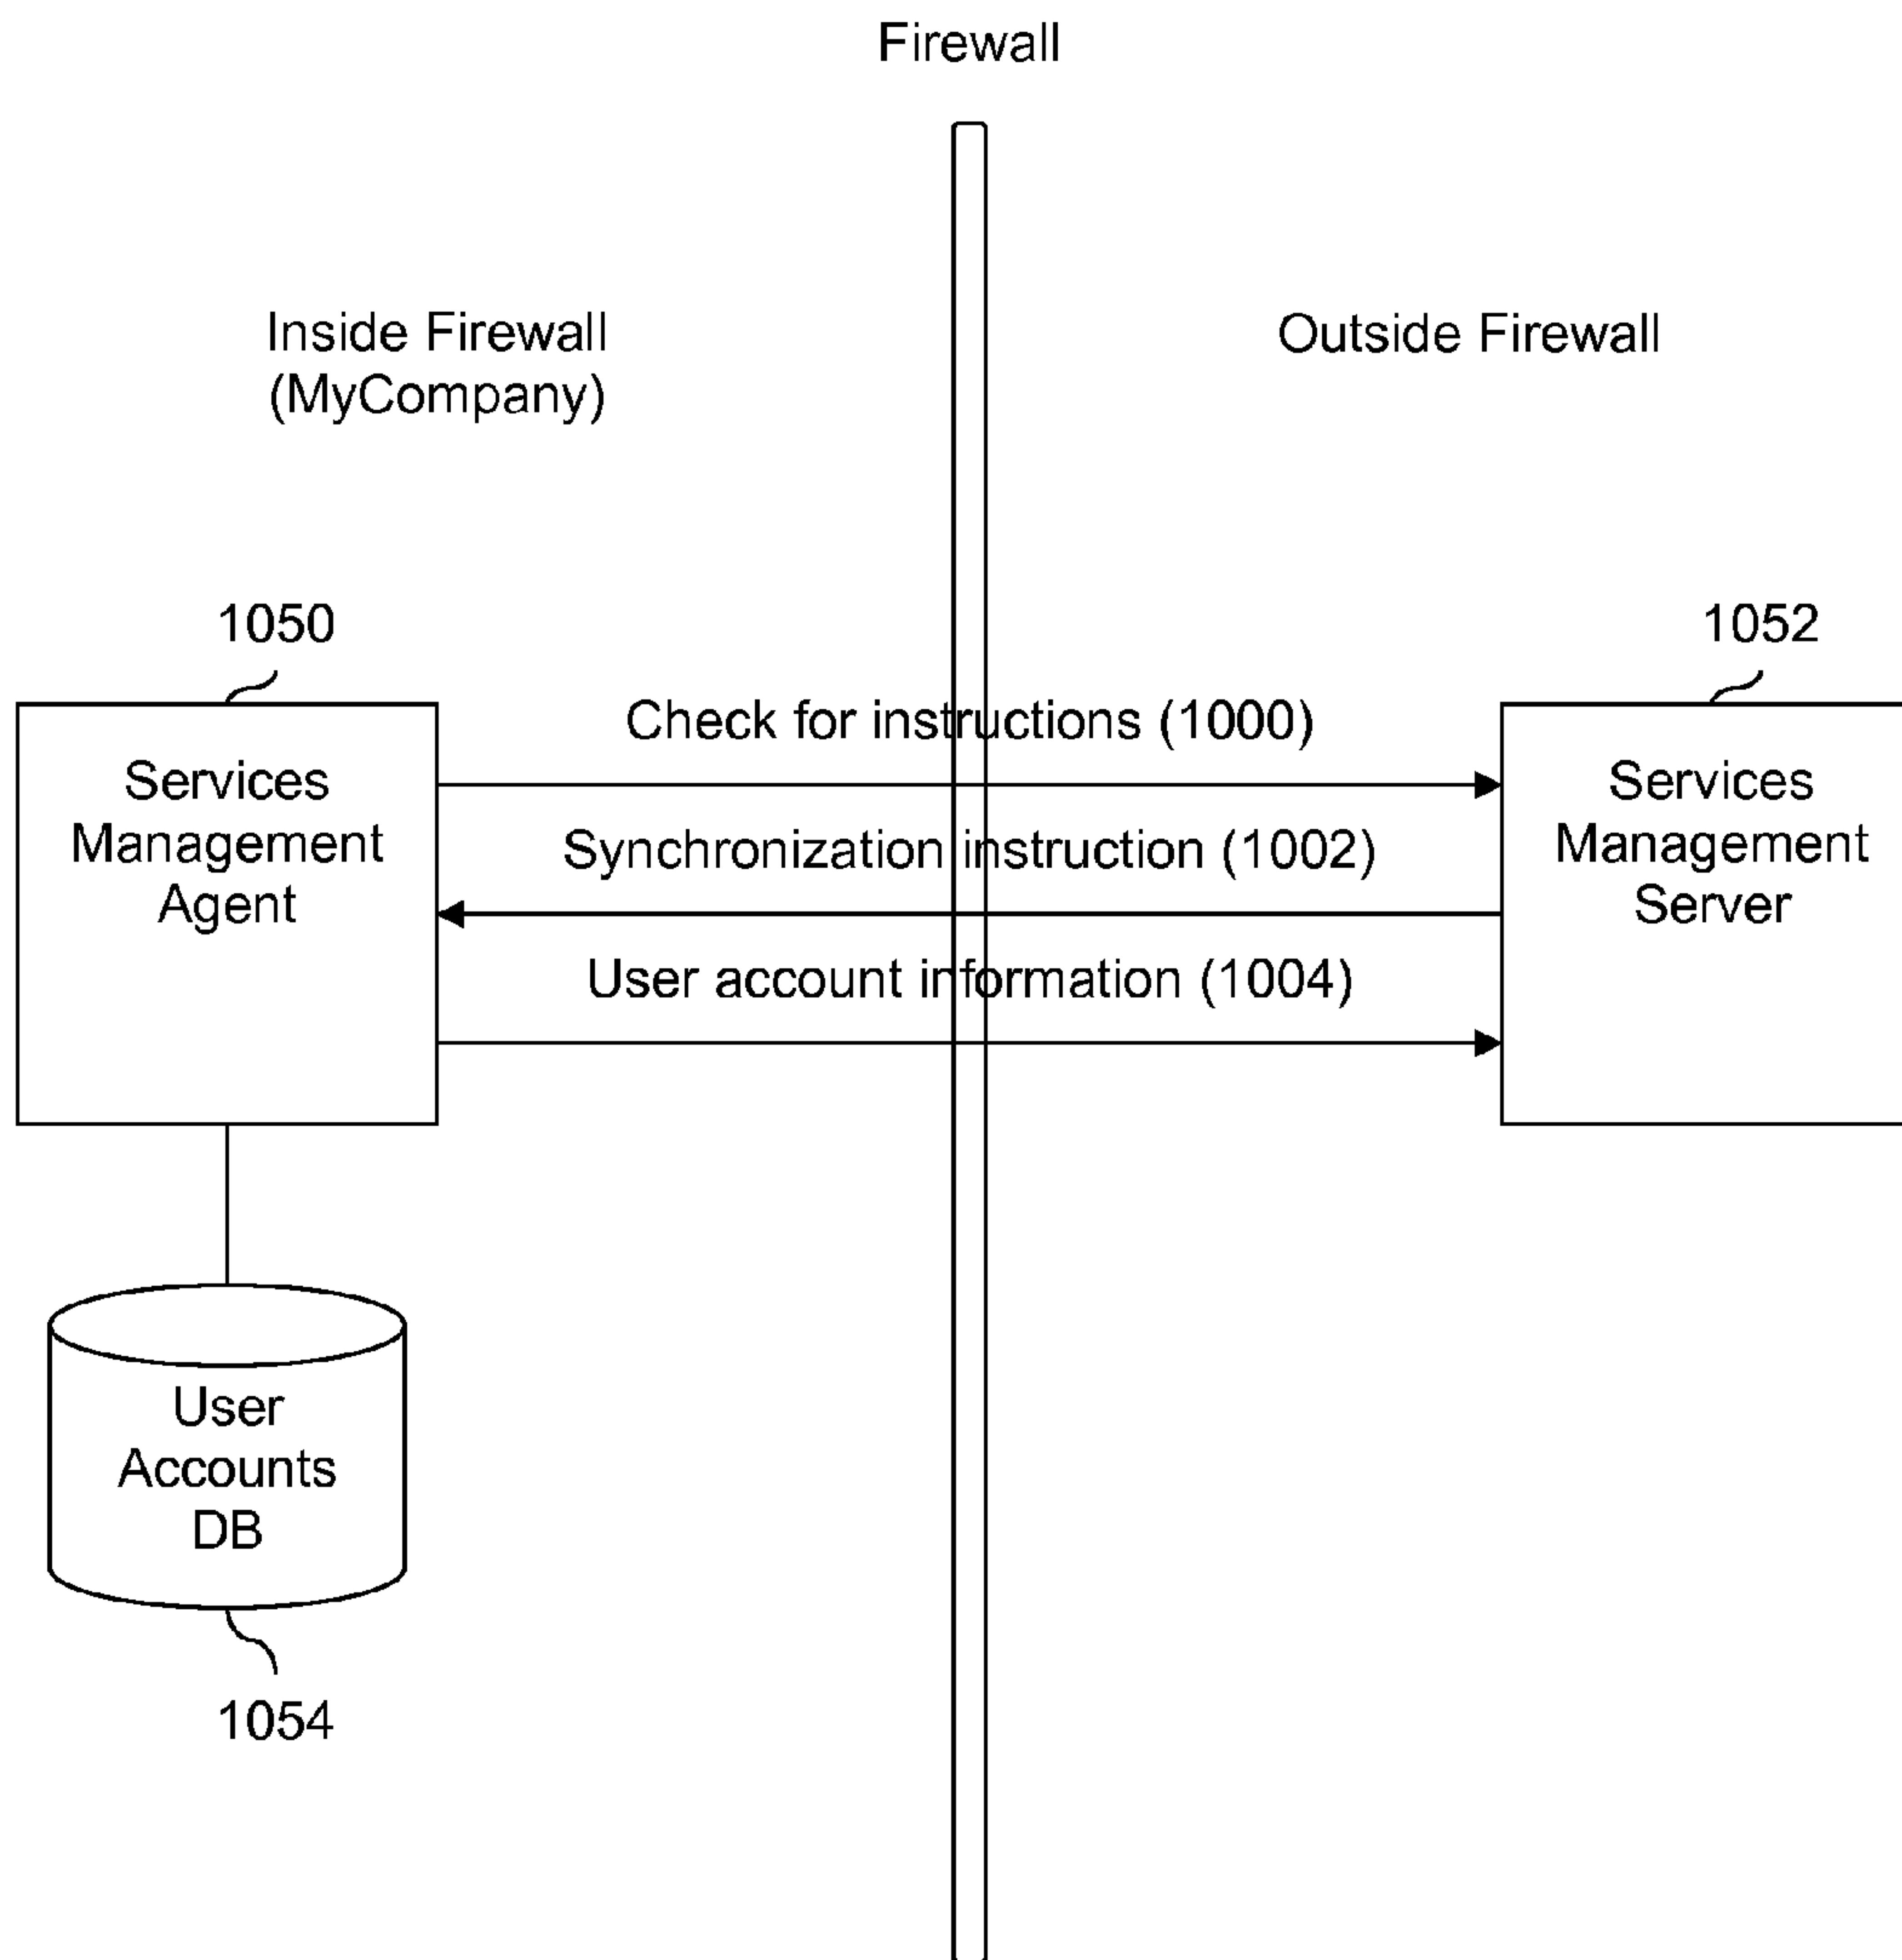 Firewall
Inside Firewall
(MyCompany)
Outside Firewall
1050
1052
Services
Management
Agent
Check for instructions (1000)
Synchronization instruction (1002)
User account information (1004)
Services
Management
Server
User
Accounts
DB
1054